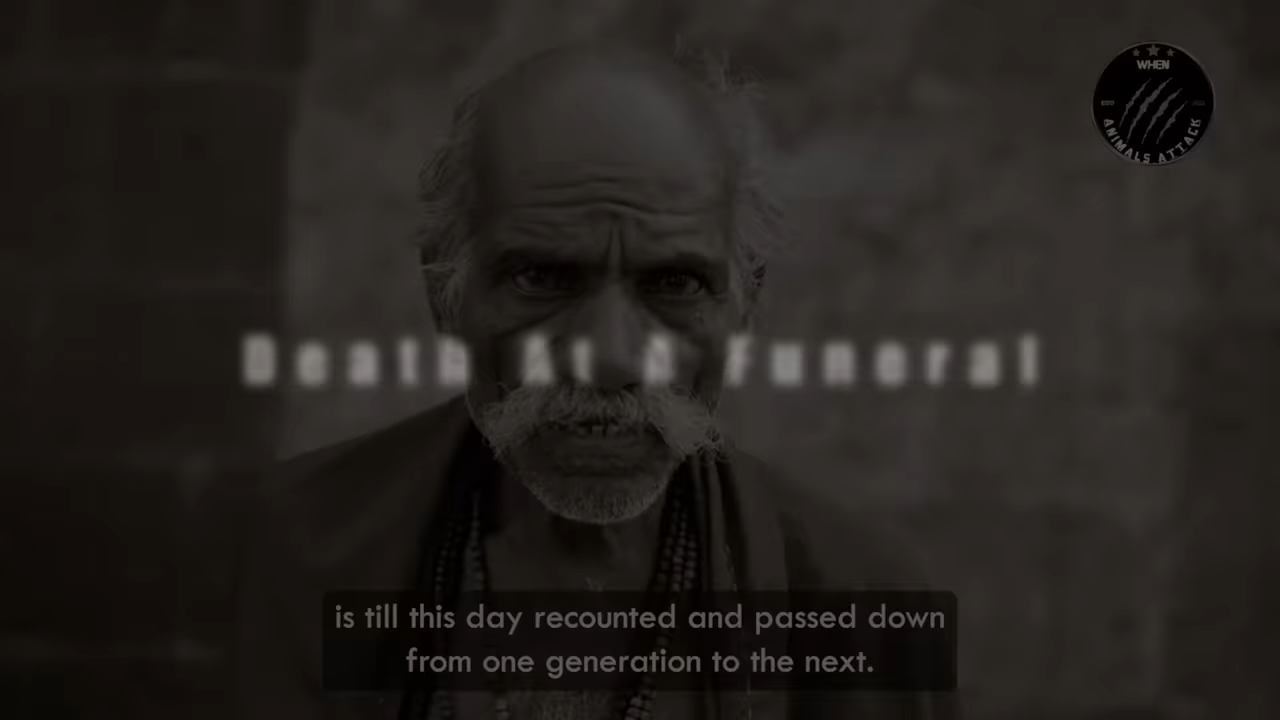 WHEN
ANIMALS ATTACK
Death At A Funeral
is till this day recounted and passed down
from one generation to the next.